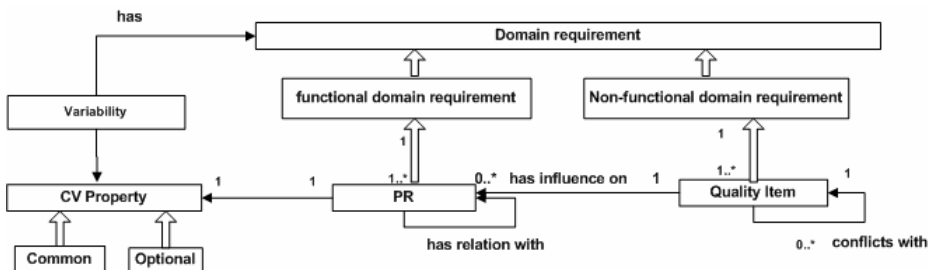 has
Domain requirement
functional domain requirement
Non-functional domain requirement
Variability
1
1
1..*
0..*
has influence on
1
1..*
1
1
1
CV Property
PR
Quality Item
has relation with
0..*
conflicts with
Common
Optional